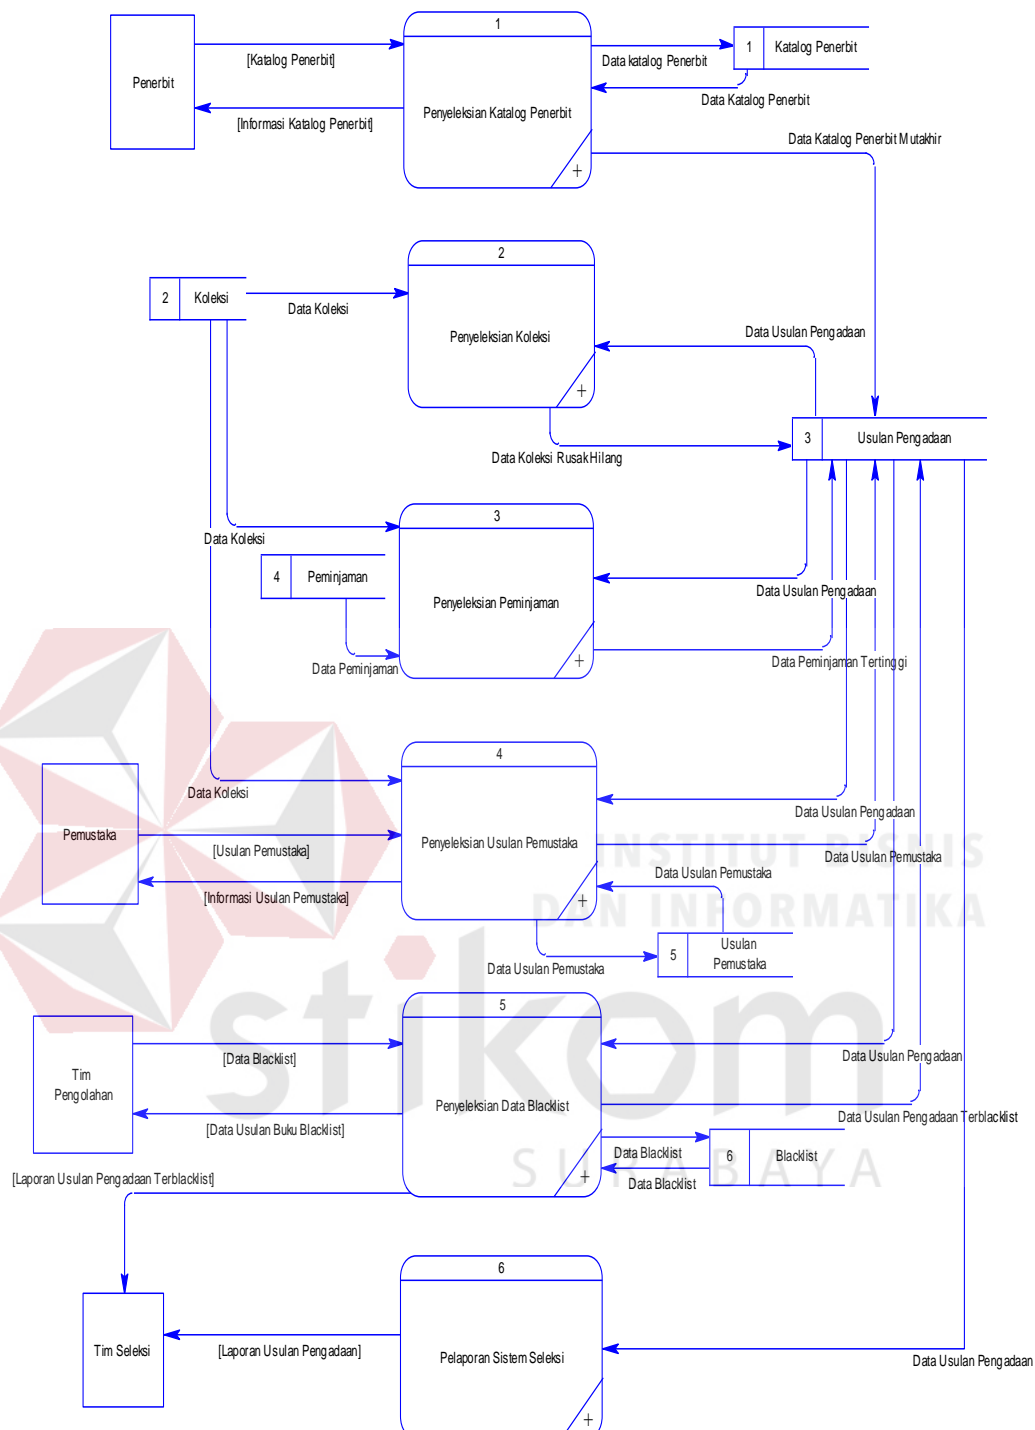 1
[Katalog Penerbit]
Data katalog Penerbit
1
Katalog Penerbit
Penerbit
Penyeleksian Katalog Penerbit
Data Katalog Penerbit
[Informasi Katalog Penerbit]
Data Katalog Penerbit Mutakhir
+
2
2
Koleksi
Data Koleksi
Penyeleksian Koleksi
Data Usulan Pengadaan
+
3
Usulan Pengadaan
Data Koleksi Rusak Hilang
3
Data Koleksi
4
Peminjaman
Penyeleksian Peminjaman
Data Usulan Pengadaan
Data Peminjaman
+
Data Peminjaman Tertinggi
4
Data Koleksi
Data Usulan Pengadaan
Pemustaka
[Usulan Pemustaka]
Penyeleksian Usulan Pemustaka
Data Usulan Pemustaka
INSTITUT BISNIS
DAN INFORMATIKA
Data Usulan Pemustaka
[Informasi Usulan Pemustaka]
+
Data Usulan Pemustaka
5
Usulan
Pemustaka
stikom
SURABAYA
5
[Data Blacklist]
Data Usulan Pengadaan
Tim
Pengolahan
Penyeleksian Data Blacklist
[Data Usulan Buku Blacklist]
Data Usulan Pengadaan Terblacklist
Data Blacklist
6
Blacklist
Data Blacklist
+
[Laporan Usulan Pengadaan Terblacklist]
6
Tim Seleksi
[Laporan Usulan Pengadaan]
Pelaporan Sistem Seleksi
Data Usulan Pengadaan
+